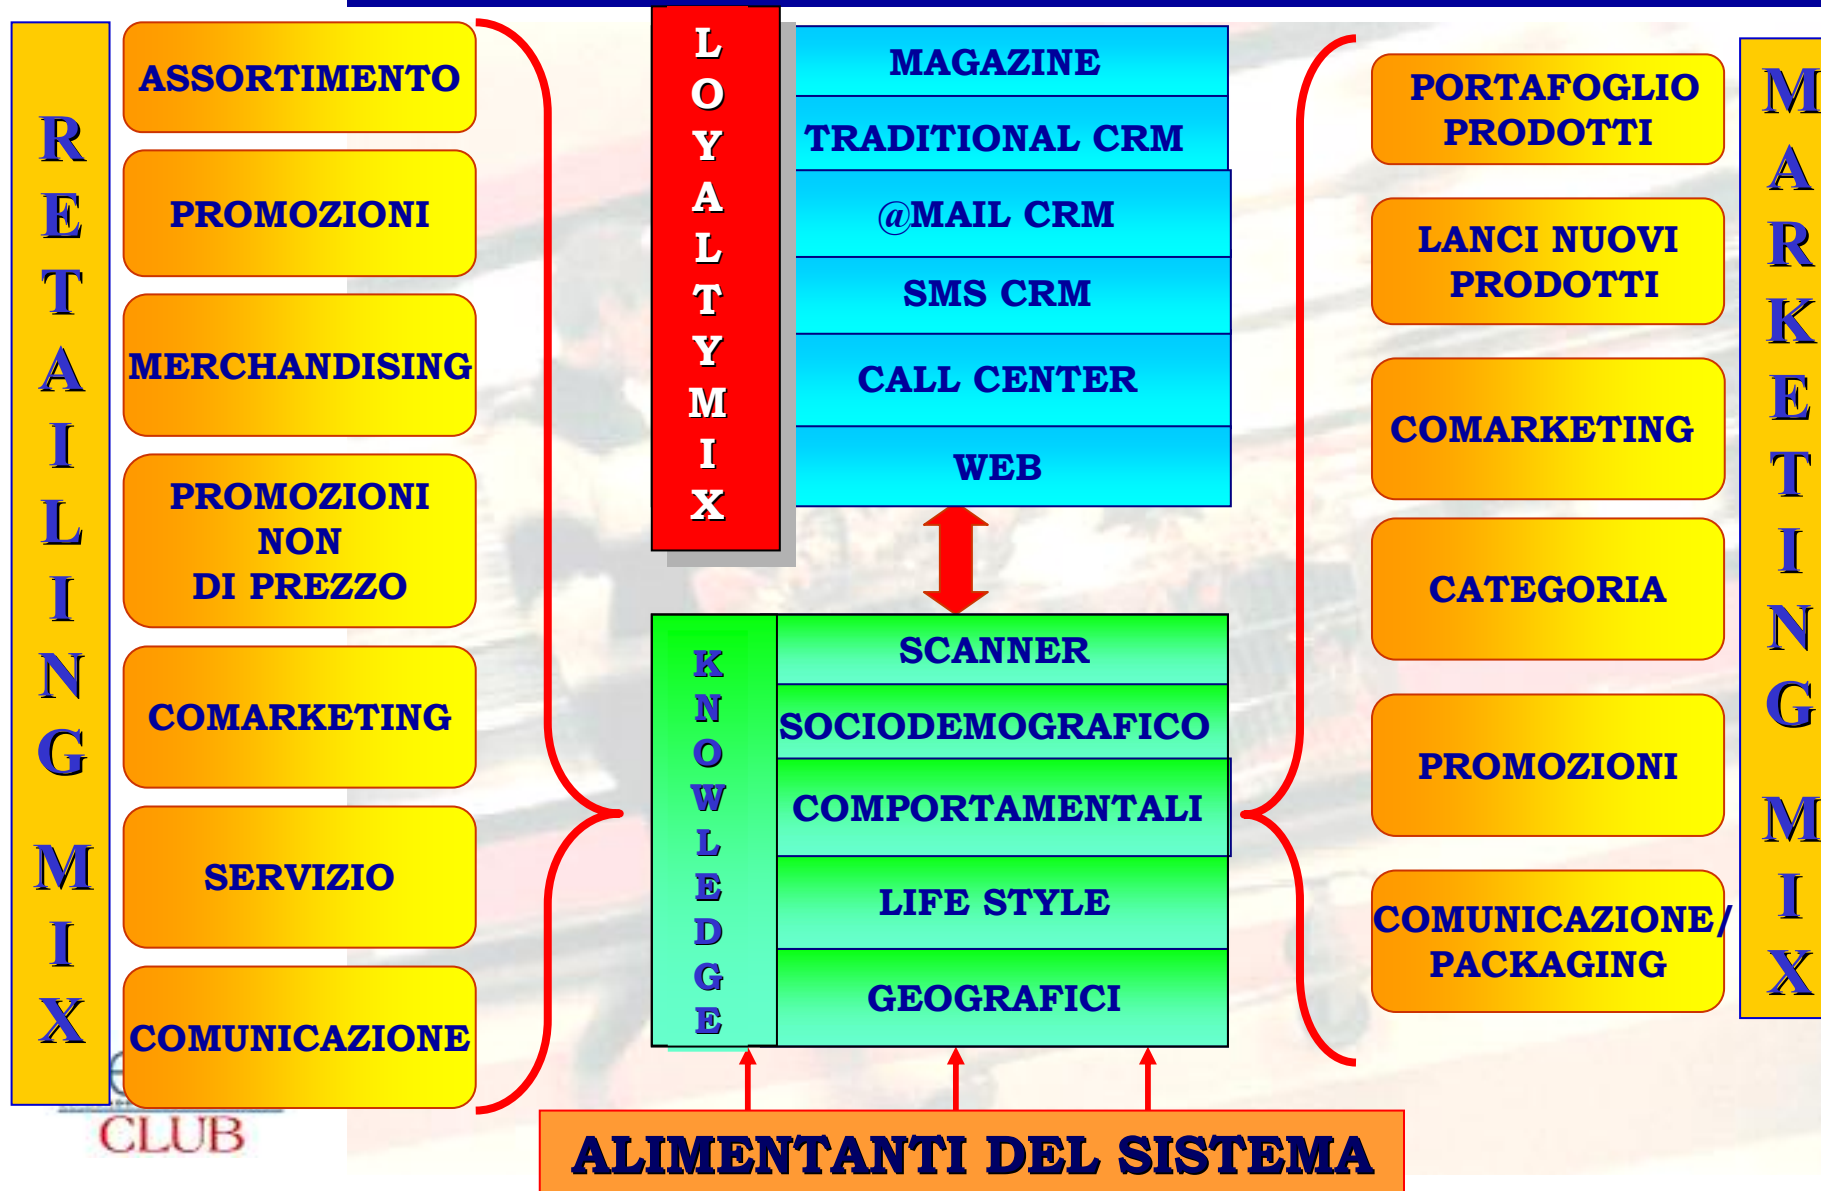 RETAILING MIX
ASSORTIMENTO
PROMOZIONI
MERCHANDISING
PROMOZIONI
NON
DI PREZZO
COMARKETING
SERVIZIO
COMUNICAZIONE
CLUB
LOYALTY MIX
MAGAZINE
TRADITIONAL CRM
@MAIL CRM
SMS CRM
CALL CENTER
WEB
KNOWLEDGE
SCANNER
SOCIODEMOGRAFICO
COMPORTAMENTALI
LIFE STYLE
GEOGRAFICI
ALIMENTANTI DEL SISTEMA
PORTAFOGLIO
PRODOTTI
LANCI NUOVI
PRODOTTI
COMARKETING
CATEGORIA
PROMOZIONI
COMUNICAZIONE/
PACKAGING
MARKETING MIX